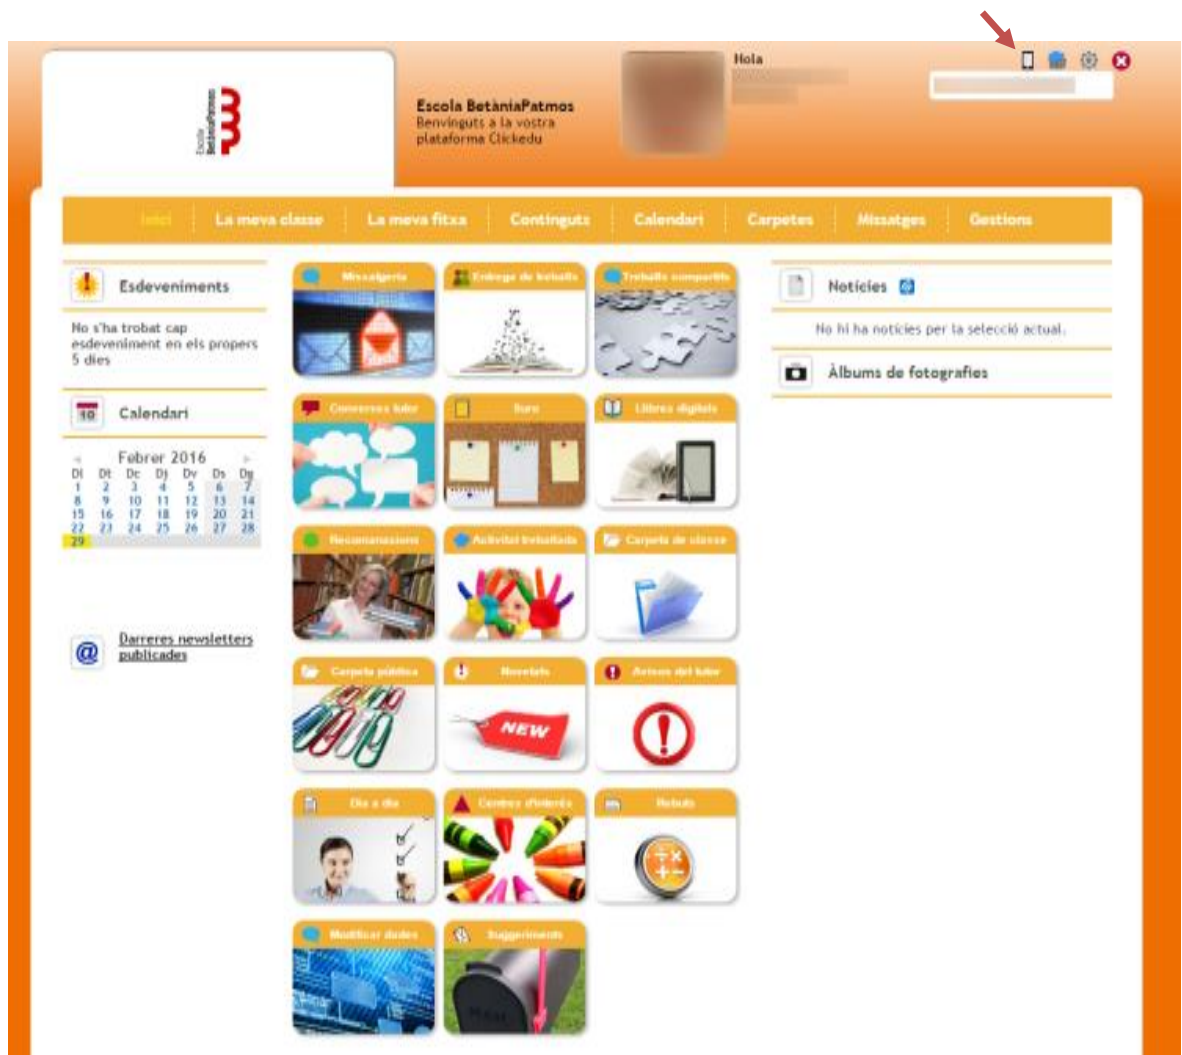 Escola
BetàniaPatmos
Escola BetàniaPatmos
Benvinguts a la vostra
plataforma Clickedu
Hola
Inici
La meva classe
La meva fitxa
Continguts
Calendari
Carpetes
Missatges
Gestions
Esdeveniments
No s'ha trobat cap
esdeveniment en els propers
5 dies
10
Calendari
Febrer 2016
Dl Dt Dc Dj Dv Ds Dg
1 2 3 4 5 6 7
8 9 10 11 12 13 14
15 16 17 18 19 20 21
22 23 24 25 26 27 28
29
@
Darreres newsletters
publicades
Missatgeria
Entrega de treballs
Treballs compartits
Converses tutor
Suro
Llibres digitals
Recomanacions
Activitat treballada
Carpeta de classe
Carpeta pública
Novetats
NEW
Avisos del tutor
Dia a dia
Centres d'interès
Rebuts
Modificar dades
Suggeriments
Notícies
No hi ha notícies per la selecció actual.
Àlbums de fotografies